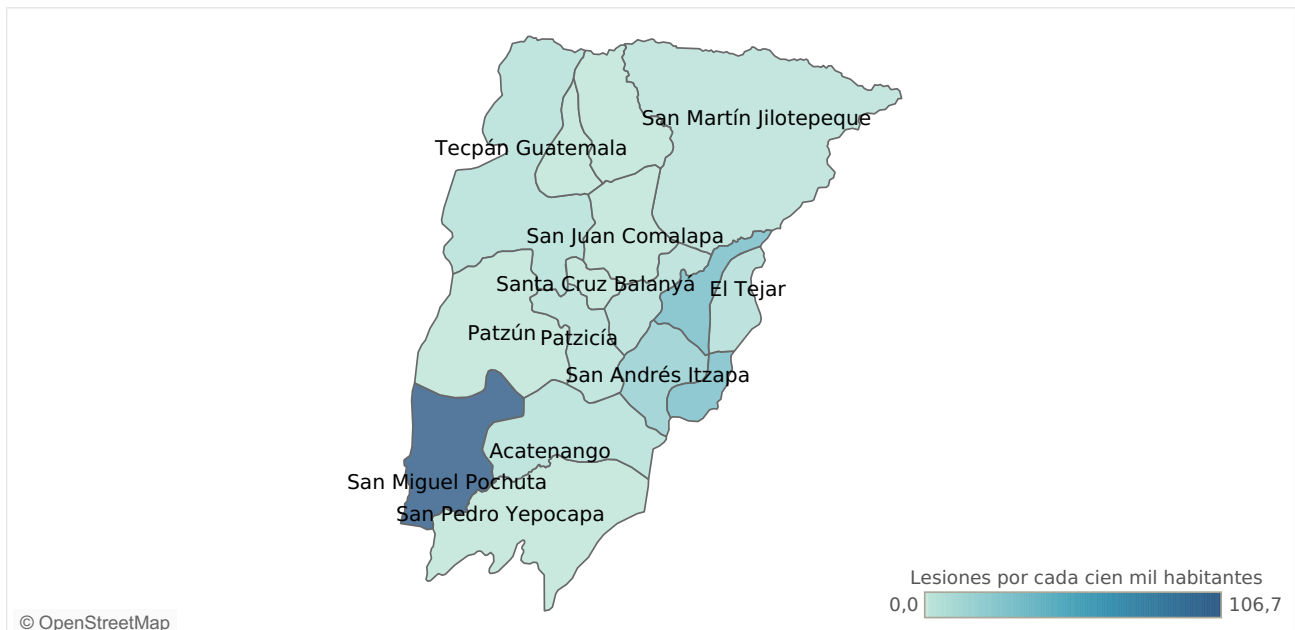 San Martín Jilotepeque
Tecpán Guatemala
San Juan Comalapa
Santa Cruz Balanyá
El Tejar
Patzún
Patzicía
San Andrés Itzapa
Acatenango
San Miguel Pochuta
San Pedro Yepocapa
Lesiones por cada cien mil habitantes
0,0
106,7
© OpenStreetMap